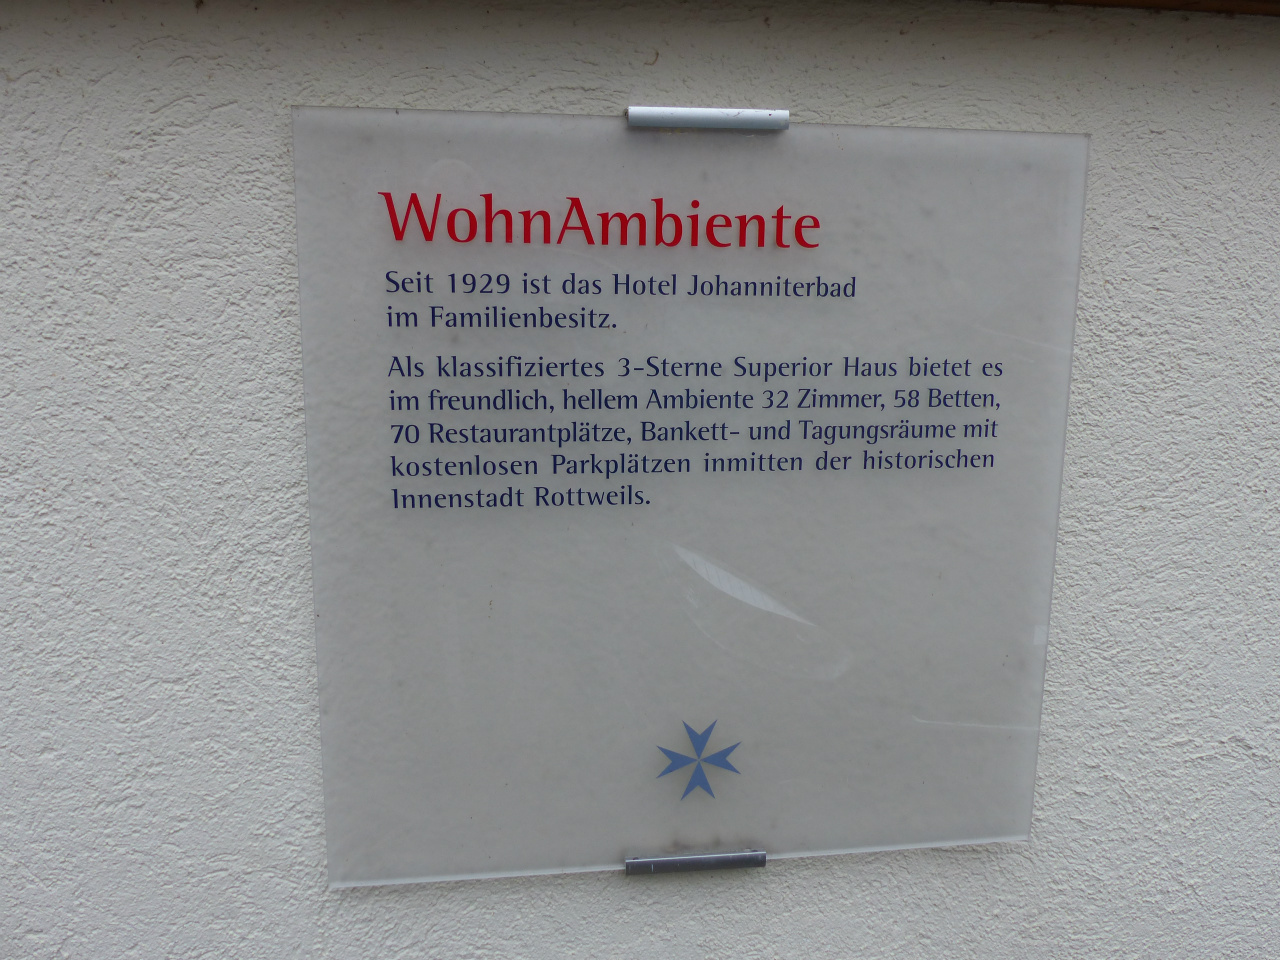 WohnAmbiente
Seit 1929 ist das Hotel Johanniterbad
im Familienbesitz.
Als klassifiziertes 3-Sterne Superior Haus bietet es
im freundlich, hellem Ambiente 32 Zimmer, 58 Betten,
70 Restaurantplätze, Bankett- und Tagungsräume mit
kostenlosen Parkplätzen inmitten der historischen
Innenstadt Rottweils.